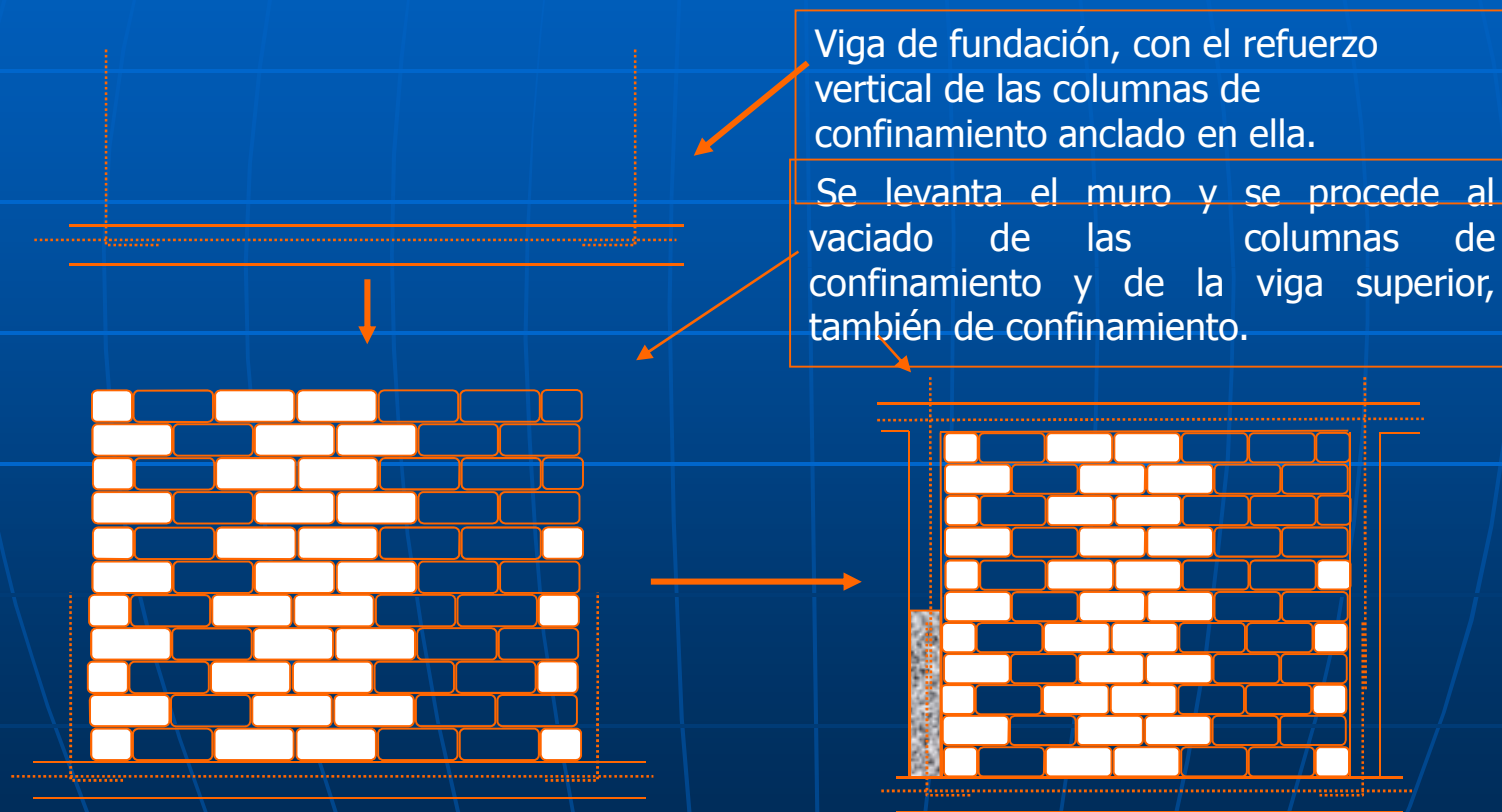 Viga de fundación, con el refuerzo
vertical de las columnas de
confinamiento anclado en ella.
Se levanta el muro y se procede al
vaciado de las columnas de
confinamiento y de la viga superior,
también de confinamiento.